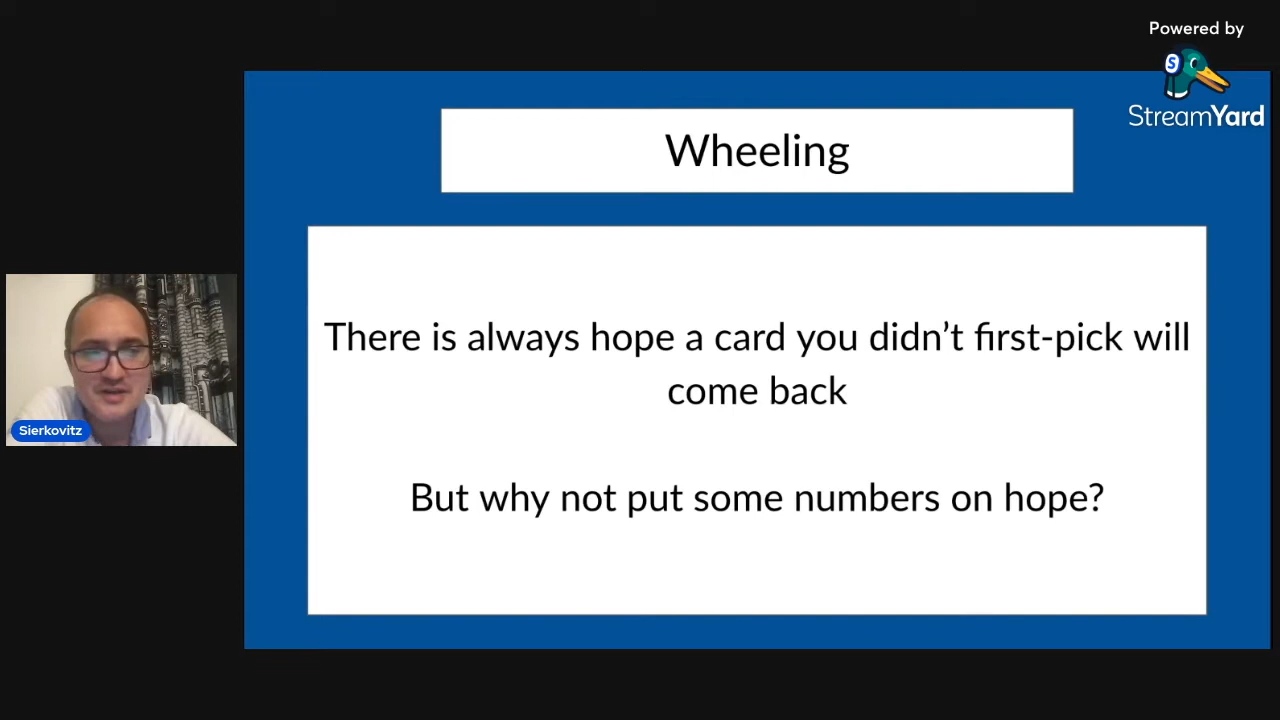 Powered by
S
StreamYard
Wheeling
There is always hope a card you didn’t first-pick will
come back
But why not put some numbers on hope?
Sierkovitz